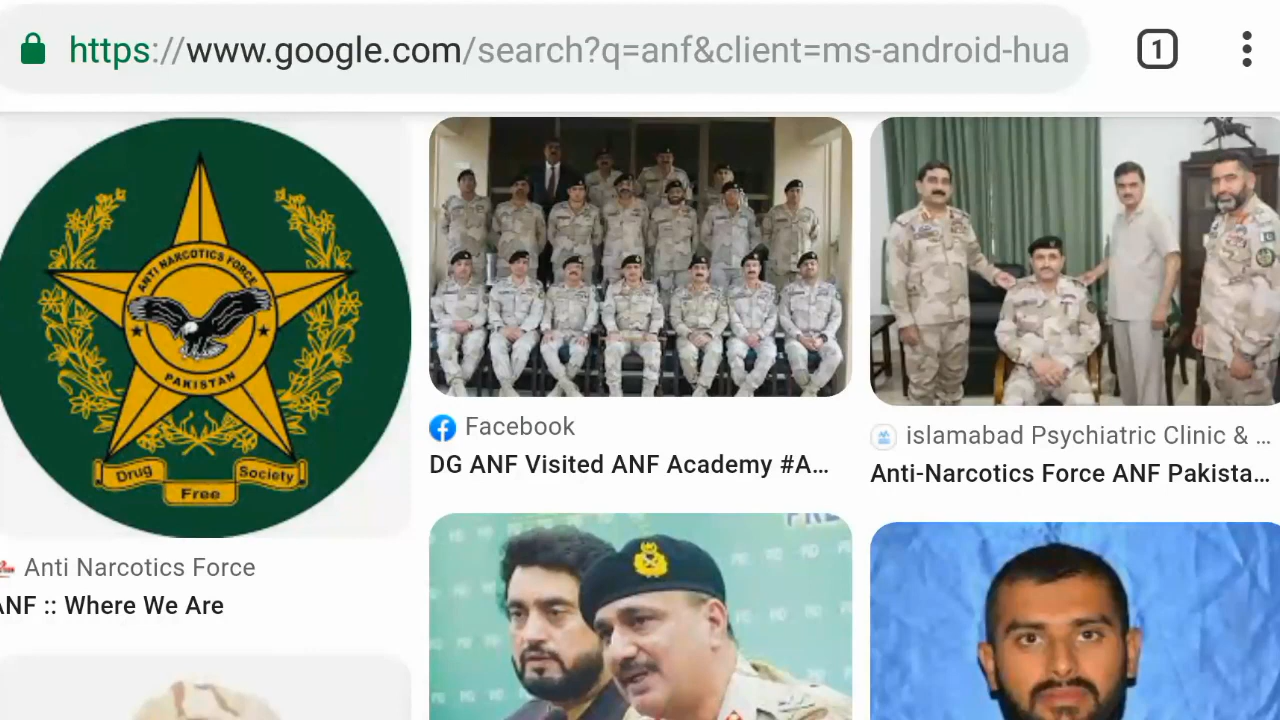 https://www.google.com/search?q=anf&client=ms-android-hua
1
ANTI NARCOTICS FORCE
PAKISTAN
Drug
Free
Society
Facebook
DG ANF Visited ANF Academy #A...
islamabad Psychiatric Clinic & ...
Anti-Narcotics Force ANF Pakista...
Anti Narcotics Force
ANF :: Where We Are
PID